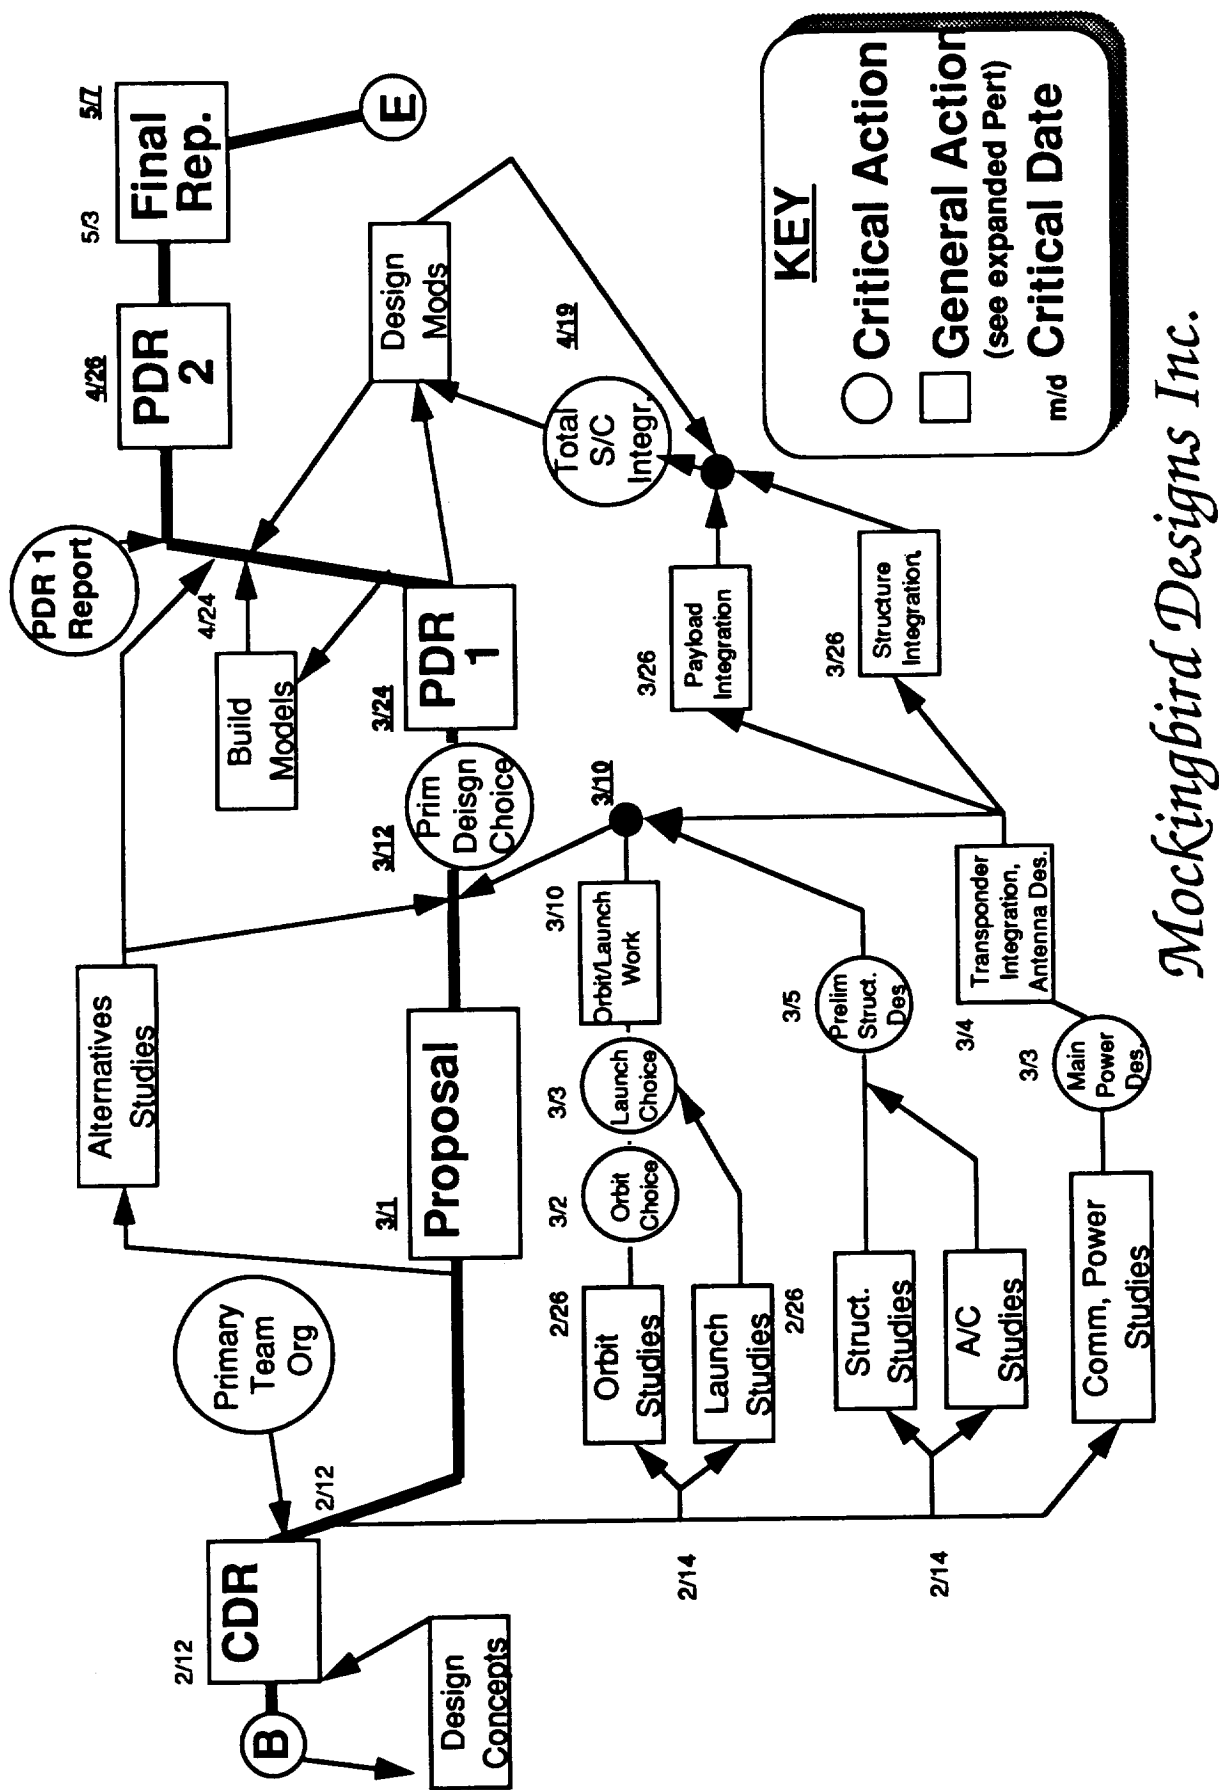 B
Design
Concepts
2/12
CDR
Primary
Team
Org
2/12
2/14
2/14
Alternatives
Studies
3/1
Proposal
2/26
Orbit
Studies
Launch
Studies
2/26
Struct.
Studies
A/C
Studies
Comm, Power
Studies
3/2
Orbit
Choice
3/3
Launch
Choice
3/10
Orbit/Launch
Work
3/5
Prelim
Struct.
Des
3/3
Main
Power
Des.
3/4
Transponder
Integration,
Antenna Des.
3/10
3/12
Prim
Deisgn
Choice
3/24
PDR
1
Build
Models
PDR 1
Report
4/24
3/26
Payload
Integration
3/26
Structure
Integration.
Total
S/C
Integr.
4/19
Design
Mods
4/26
PDR
2
5/3
Final
Rep.
5/7
E
KEY
Critical Action
General Action
(see expanded Pert)
m/d Critical Date
Mockingbird Designs Inc.